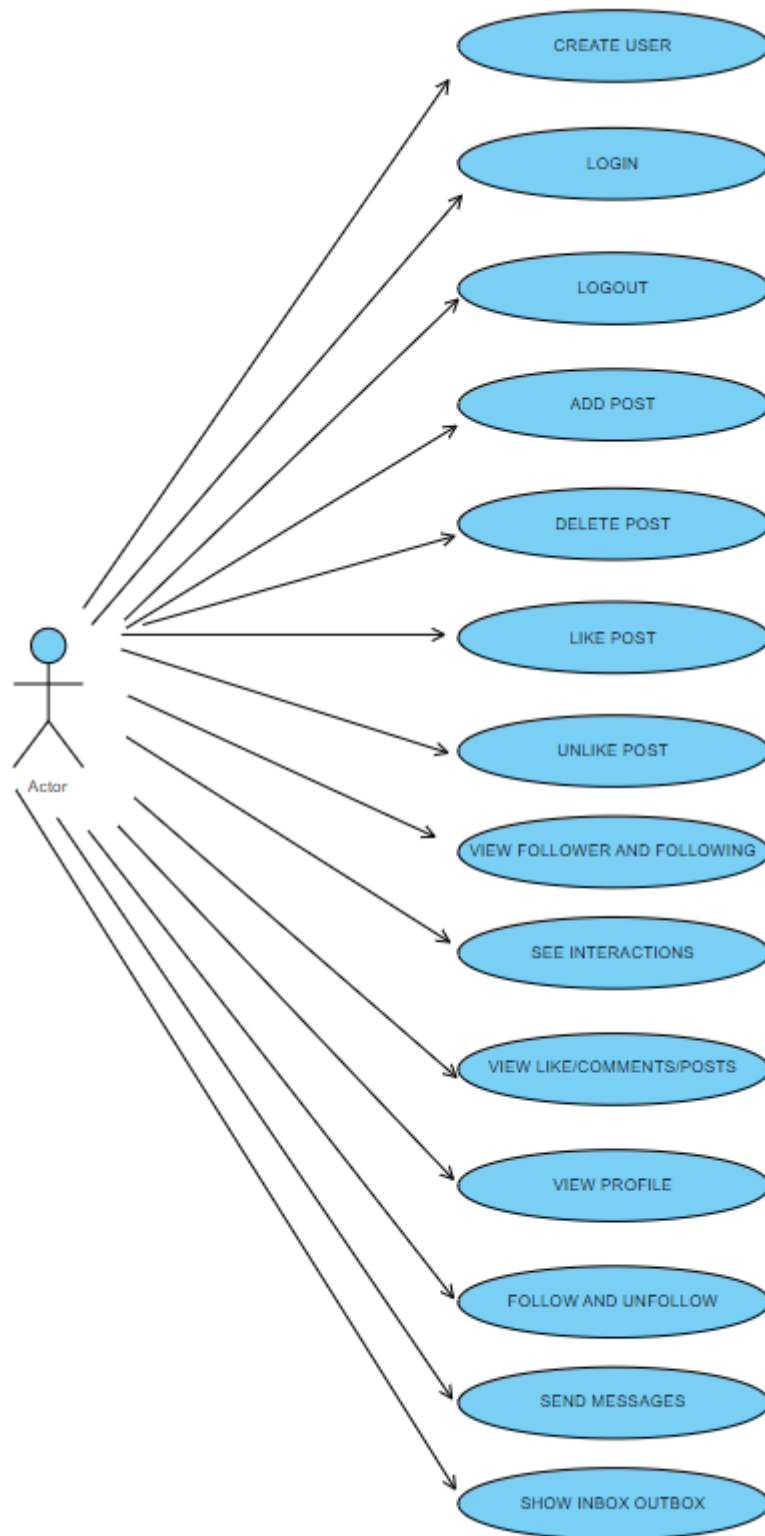 CREATE USER
LOGIN
LOGOUT
ADD POST
DELETE POST
LIKE POST
UNLIKE POST
Actor
VIEW FOLLOWER AND FOLLOWING
SEE INTERACTIONS
VIEW LIKE/COMMENTS/POSTS
VIEW PROFILE
FOLLOW AND UNFOLLOW
SEND MESSAGES
SHOW INBOX OUTBOX